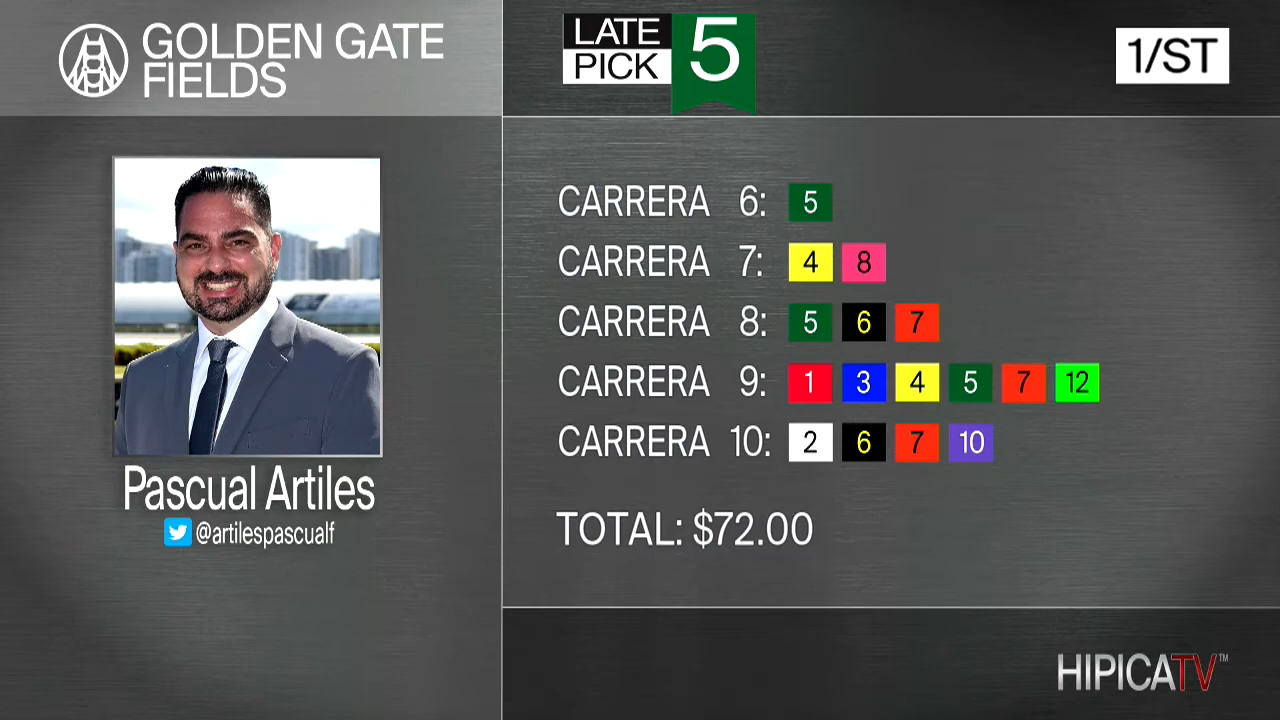 GOLDEN GATE
FIELDS
LATE
PICK
5
1/ST
CARRERA 6: 5
CARRERA 7: 4 8
CARRERA 8: 5 6 7
CARRERA 9: 1 3 4 5 7 12
CARRERA 10: 2 6 7 10
TOTAL: $72.00
Pascual Artiles
@artilespascualf
HIPICATV™